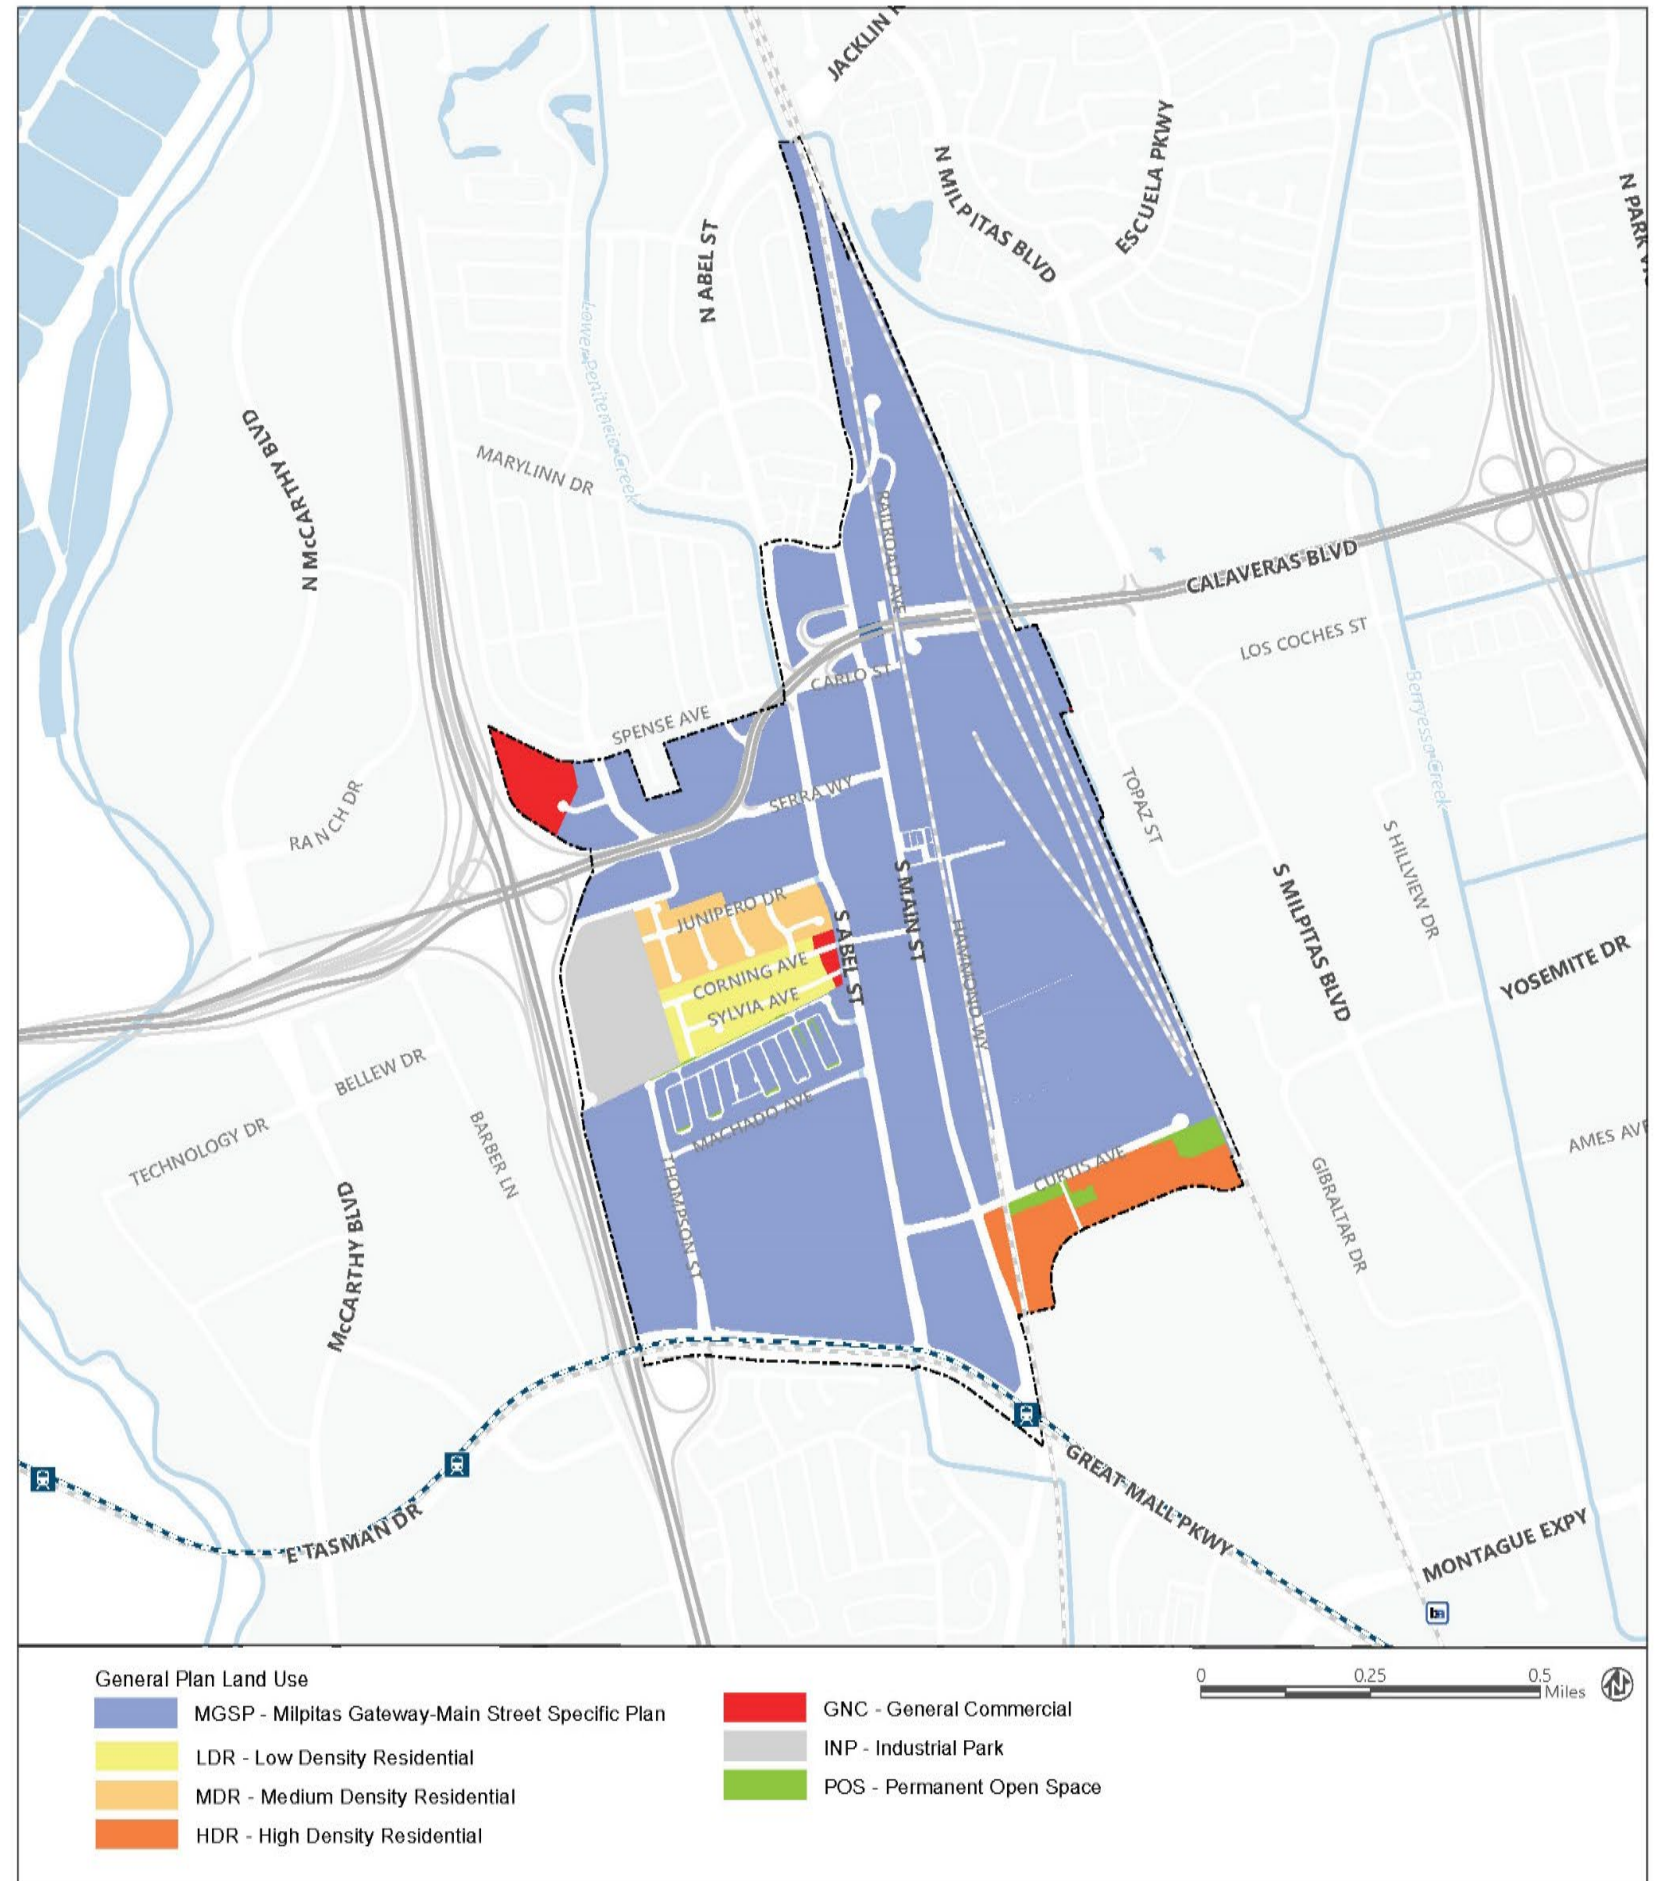 JACKLIN R
N MILPITAS BLVD
ESCUELA PKWY
N PARK
N ABEL ST
Lower Penitencia Creek
N McCARTHY BLVD
MARYLINN DR
RAILROAD AVE
CALAVERAS BLVD
LOS COCHES ST
CARLO ST
SPENSE AVE
Berryessa Creek
RANCH DR
SERRA WY
TOPAZ ST
S HILLVIEW DR
S MILPITAS BLVD
S MAIN ST
JUNIPERO DR
S ABEL ST
HAMMOND WY
CORNING AVE
SYLVIA AVE
YOSEMITE DR
BELLEW DR
TECHNOLOGY DR
BARBER LN
MACHADO AVE
AMES AVE
CURTIS AVE
THOMPSON ST
GIBRALTAR DR
McCARTHY BLVD
GREAT MALL PKWY
E TASMAN DR
MONTAGUE EXPY
General Plan Land Use
MGSP - Milpitas Gateway-Main Street Specific Plan
LDR - Low Density Residential
MDR - Medium Density Residential
HDR - High Density Residential
GNC - General Commercial
INP - Industrial Park
POS - Permanent Open Space
0 0.25 0.5
Miles
N